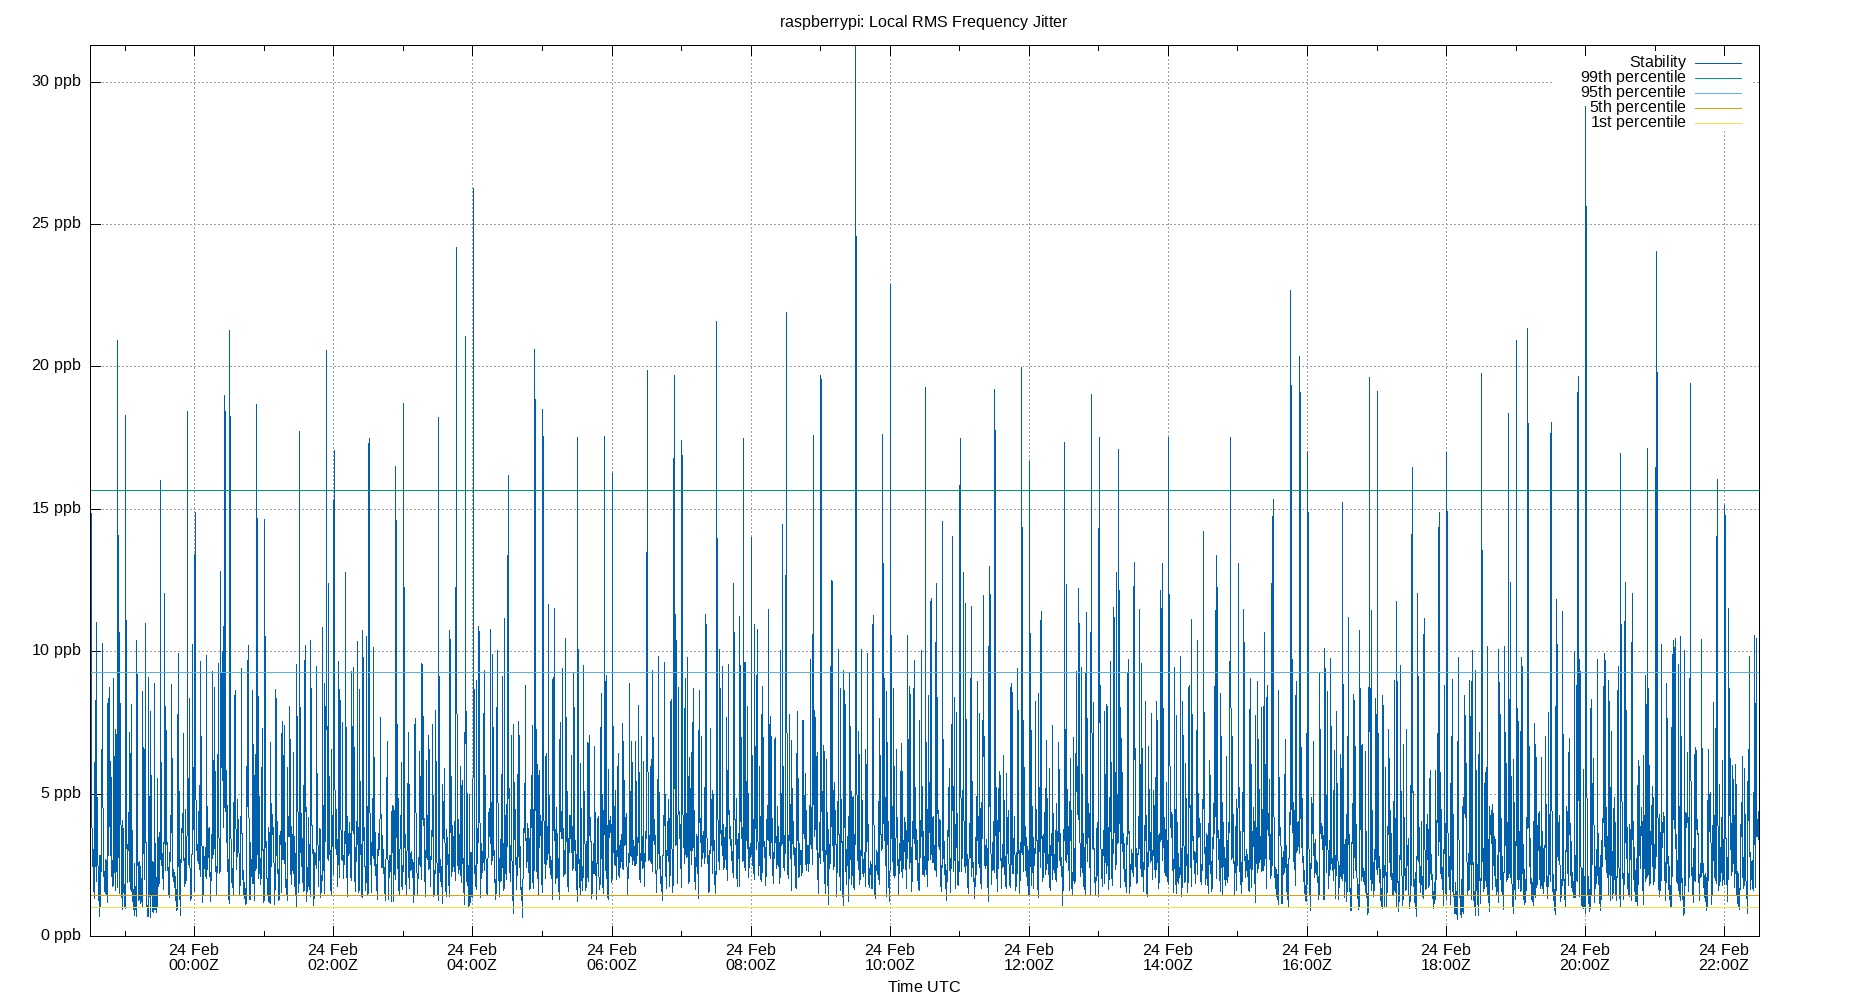 raspberrypi: Local RMS Frequency Jitter
30 ppb
25 ppb
20 ppb
15 ppb
10 ppb
5 ppb
0 ppb
Stability
99th percentile
95th percentile
5th percentile
1st percentile
24 Feb 24 Feb 24 Feb 24 Feb 24 Feb 24 Feb 24 Feb 24 Feb 24 Feb 24 Feb 24 Feb 24 Feb
00:00Z 02:00Z 04:00Z 06:00Z 08:00Z 10:00Z 12:00Z 14:00Z 16:00Z 18:00Z 20:00Z 22:00Z
Time UTC